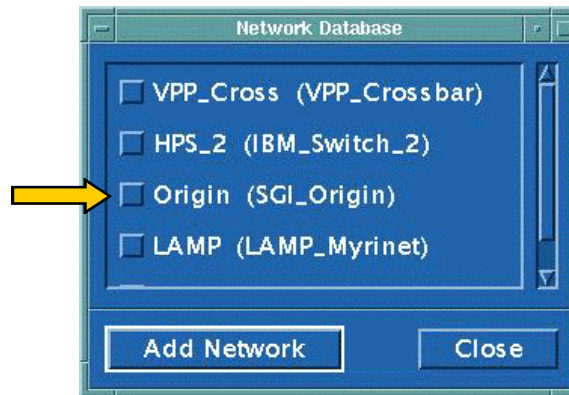 Network Database
VPP_Cross (VPP_Crossbar)
HPS_2 (IBM_Switch_2)
Origin (SGI_Origin)
LAMP (LAMP_Myrinet)
Add Network Close